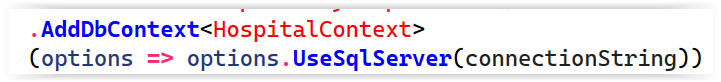 .AddDbContext<HospitalContext>
(options => options.UseSqlServer(connectionString))